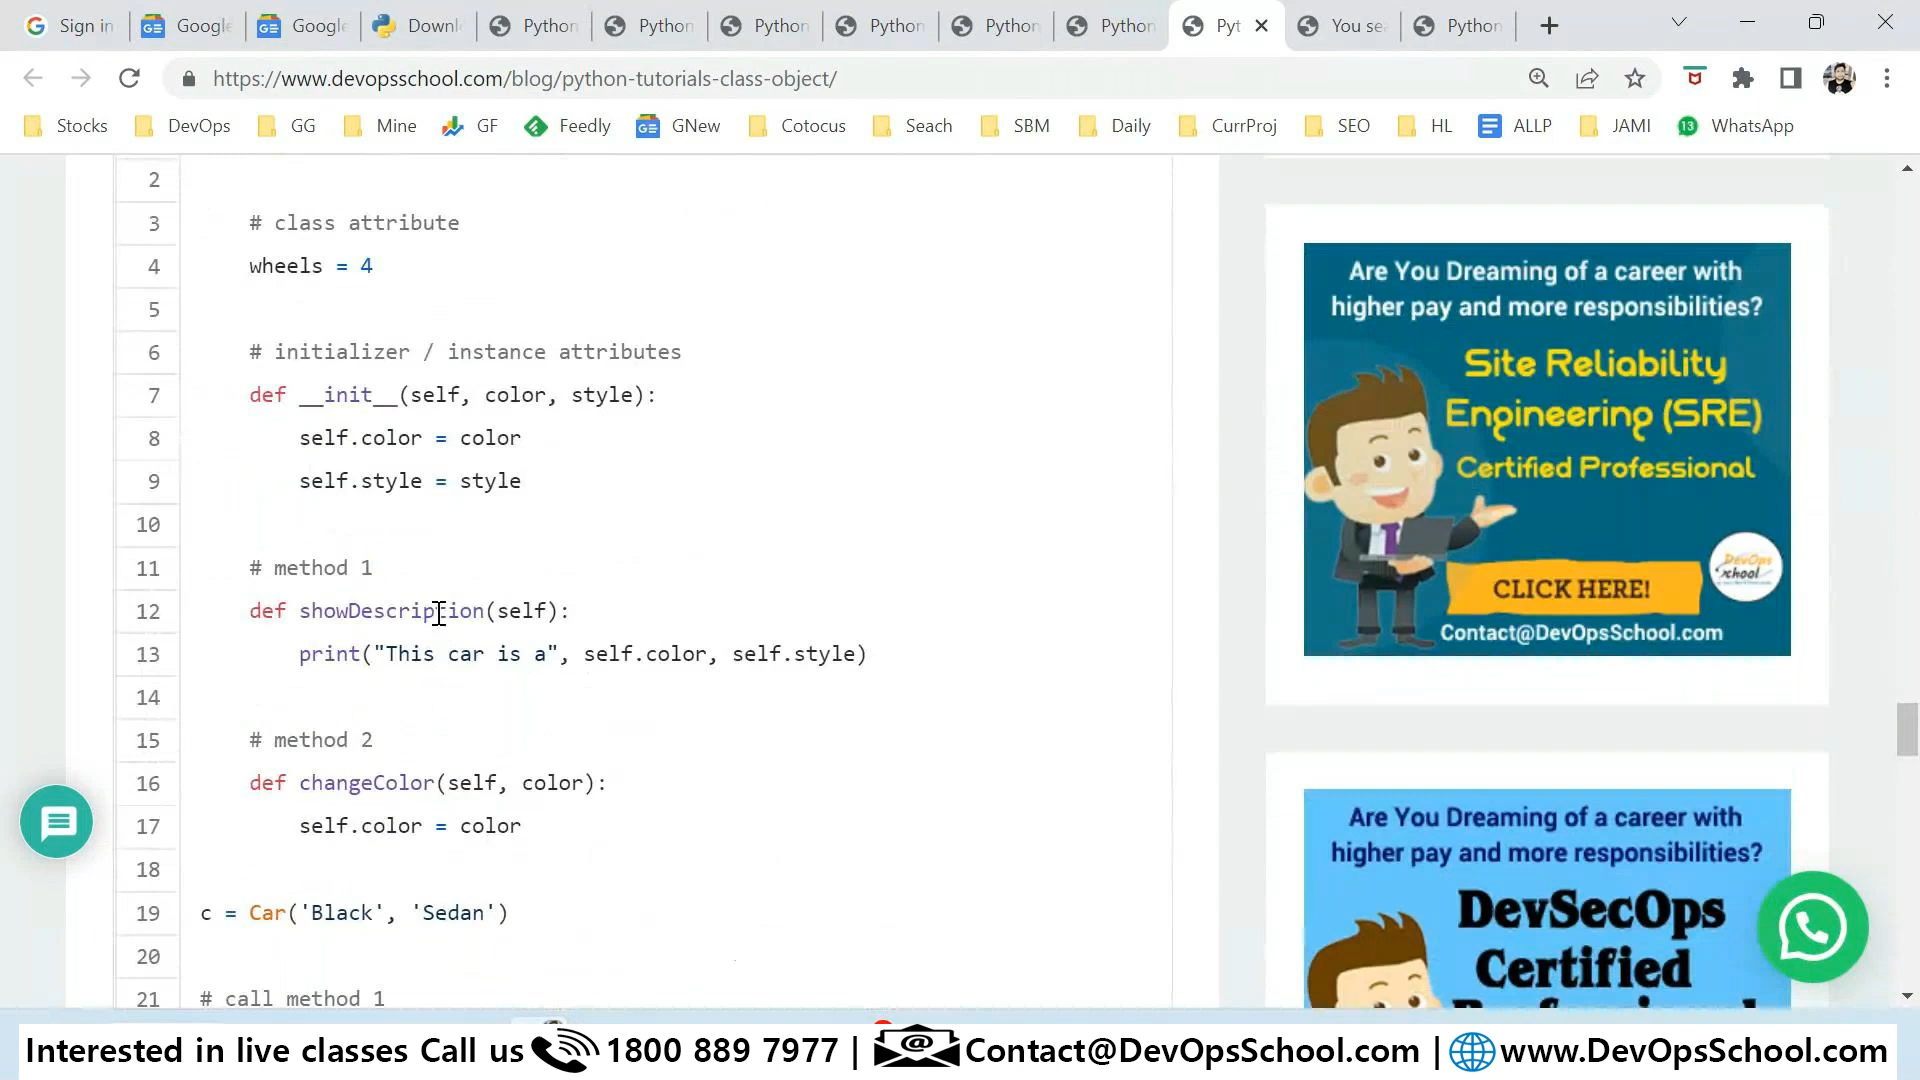 Sign in
Google
Google
Downl
Python
Python
Python
Python
Python
Python
Pyt
You sea
Python
https://www.devopsschool.com/blog/python-tutorials-class-object/
Stocks
DevOps
GG
Mine
GF
Feedly
GNew
Cotocus
Seach
SBM
Daily
CurrProj
SEO
HL
ALLP
JAMI
13
WhatsApp
2
3 # class attribute
4 wheels = 4
5
6 # initializer / instance attributes
7 def __init__(self, color, style):
8 self.color = color
9 self.style = style
10
11 # method 1
12 def showDescription(self):
13 print("This car is a", self.color, self.style)
14
15 # method 2
16 def changeColor(self, color):
17 self.color = color
18
19 c = Car('Black', 'Sedan')
20
21 # call method 1
Are You Dreaming of a career with
higher pay and more responsibilities?
Site Reliability
Engineering (SRE)
Certified Professional
DevOps
School
CLICK HERE!
Contact@DevOpsSchool.com
Are You Dreaming of a career with
higher pay and more responsibilities?
DevSecOps
Certified
Professional
Interested in live classes Call us 1800 889 7977 | Contact@DevOpsSchool.com | www.DevOpsSchool.com